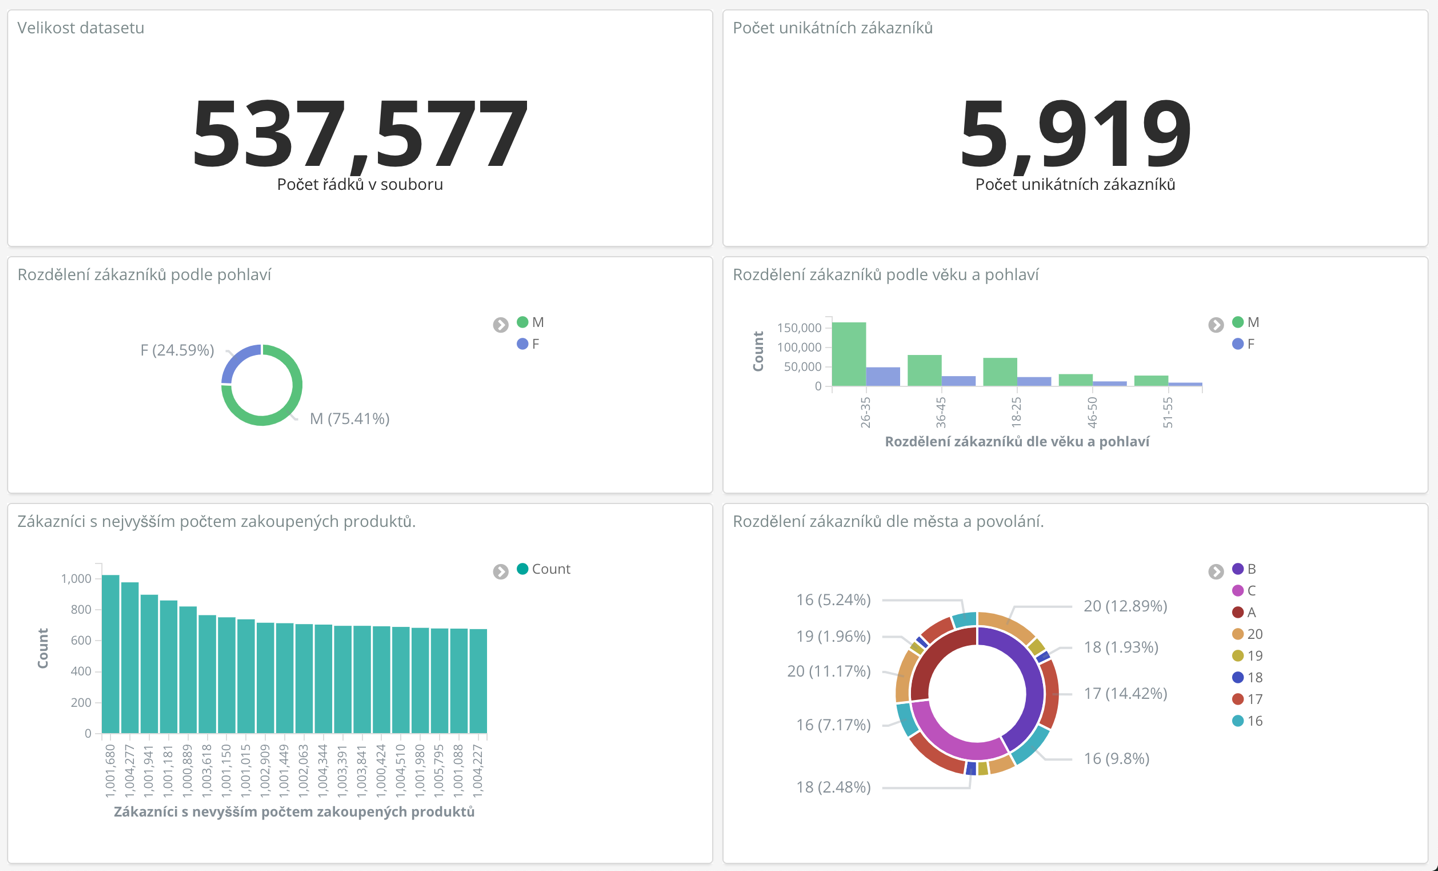 Velikost datasetu
537,577
Počet řádků v souboru
Počet unikátních zákazníků
5,919
Počet unikátních zákazníků
Rozdělení zákazníků podle pohlaví
M
F
F (24.59%)
M (75.41%)
Rozdělení zákazníků podle věku a pohlaví
M
F
Count
150,000
100,000
50,000
0
26-35
36-45
18-25
46-50
51-55
Rozdělení zákazníků dle věku a pohlaví
Zákazníci s nejvyšším počtem zakoupených produktů.
Count
Count
1,000
800
600
400
200
0
1,001,680
1,004,277
1,001,941
1,001,181
1,000,889
1,003,618
1,001,150
1,001,015
1,002,909
1,001,449
1,002,063
1,004,344
1,003,391
1,003,841
1,000,424
1,004,510
1,001,980
1,005,795
1,001,088
1,004,227
Zákazníci s nevyšším počtem zakoupených produktů
Rozdělení zákazníků dle města a povolání.
16 (5.24%)
19 (1.96%)
20 (11.17%)
16 (7.17%)
18 (2.48%)
20 (12.89%)
18 (1.93%)
17 (14.42%)
16 (9.8%)
B
C
A
20
19
18
17
16